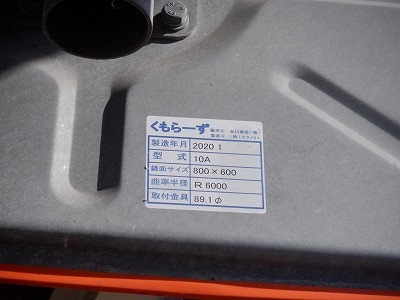 くもらーず
製造年月 2020 1
型式 10A
鏡面サイズ 800×600
曲率半径 R 6000
取付金具 89.1φ